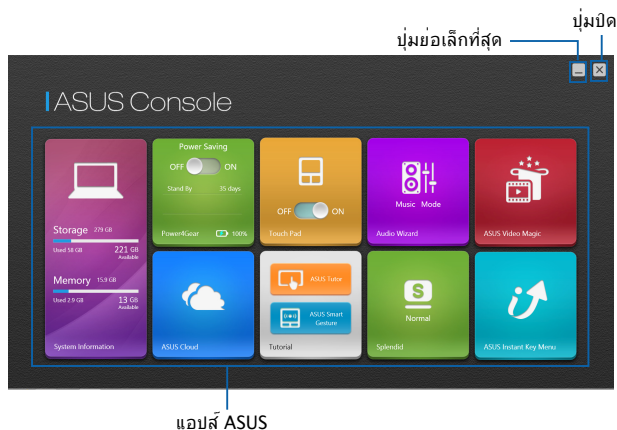 ปุ่มปิด
ปุ่มย่อเล็กที่สุด
ASUS Console
Power Saving
OFF ON
Stand By 35 days
Power4Gear 100%
OFF ON
Touch Pad
Music Mode
Audio Wizard
ASUS Video Magic
Storage 279 GB
Used 58 GB 221 GB
Available
Memory 15.9 GB
Used 2.9 GB 13 GB
Available
System Information
ASUS Cloud
ASUS Tutor
ASUS Smart
Gesture
Tutorial
S
Normal
Splendid
ASUS Instant Key Menu
แอปส์ ASUS